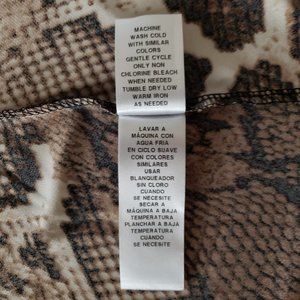 MACHINE
WASH COLD
WITH SIMILAR
COLORS
GENTLE CYCLE
ONLY NON
CHLORINE BLEACH
WHEN NEEDED
TUMBLE DRY LOW
WARM IRON
AS NEEDED
LAVAR A
MÁQUINA CON
AGUA FRIA
EN CICLO SUAVE
CON COLORES
SIMILARES
USAR
BLANQUEADOR
SIN CLORO
CUANDO
SE NECESITE
SECAR A
MÁQUINA A BAJA
TEMPERATURA
PLANCHAR A BAJA
TEMPERATURA
CUANDO
SE NECESITE